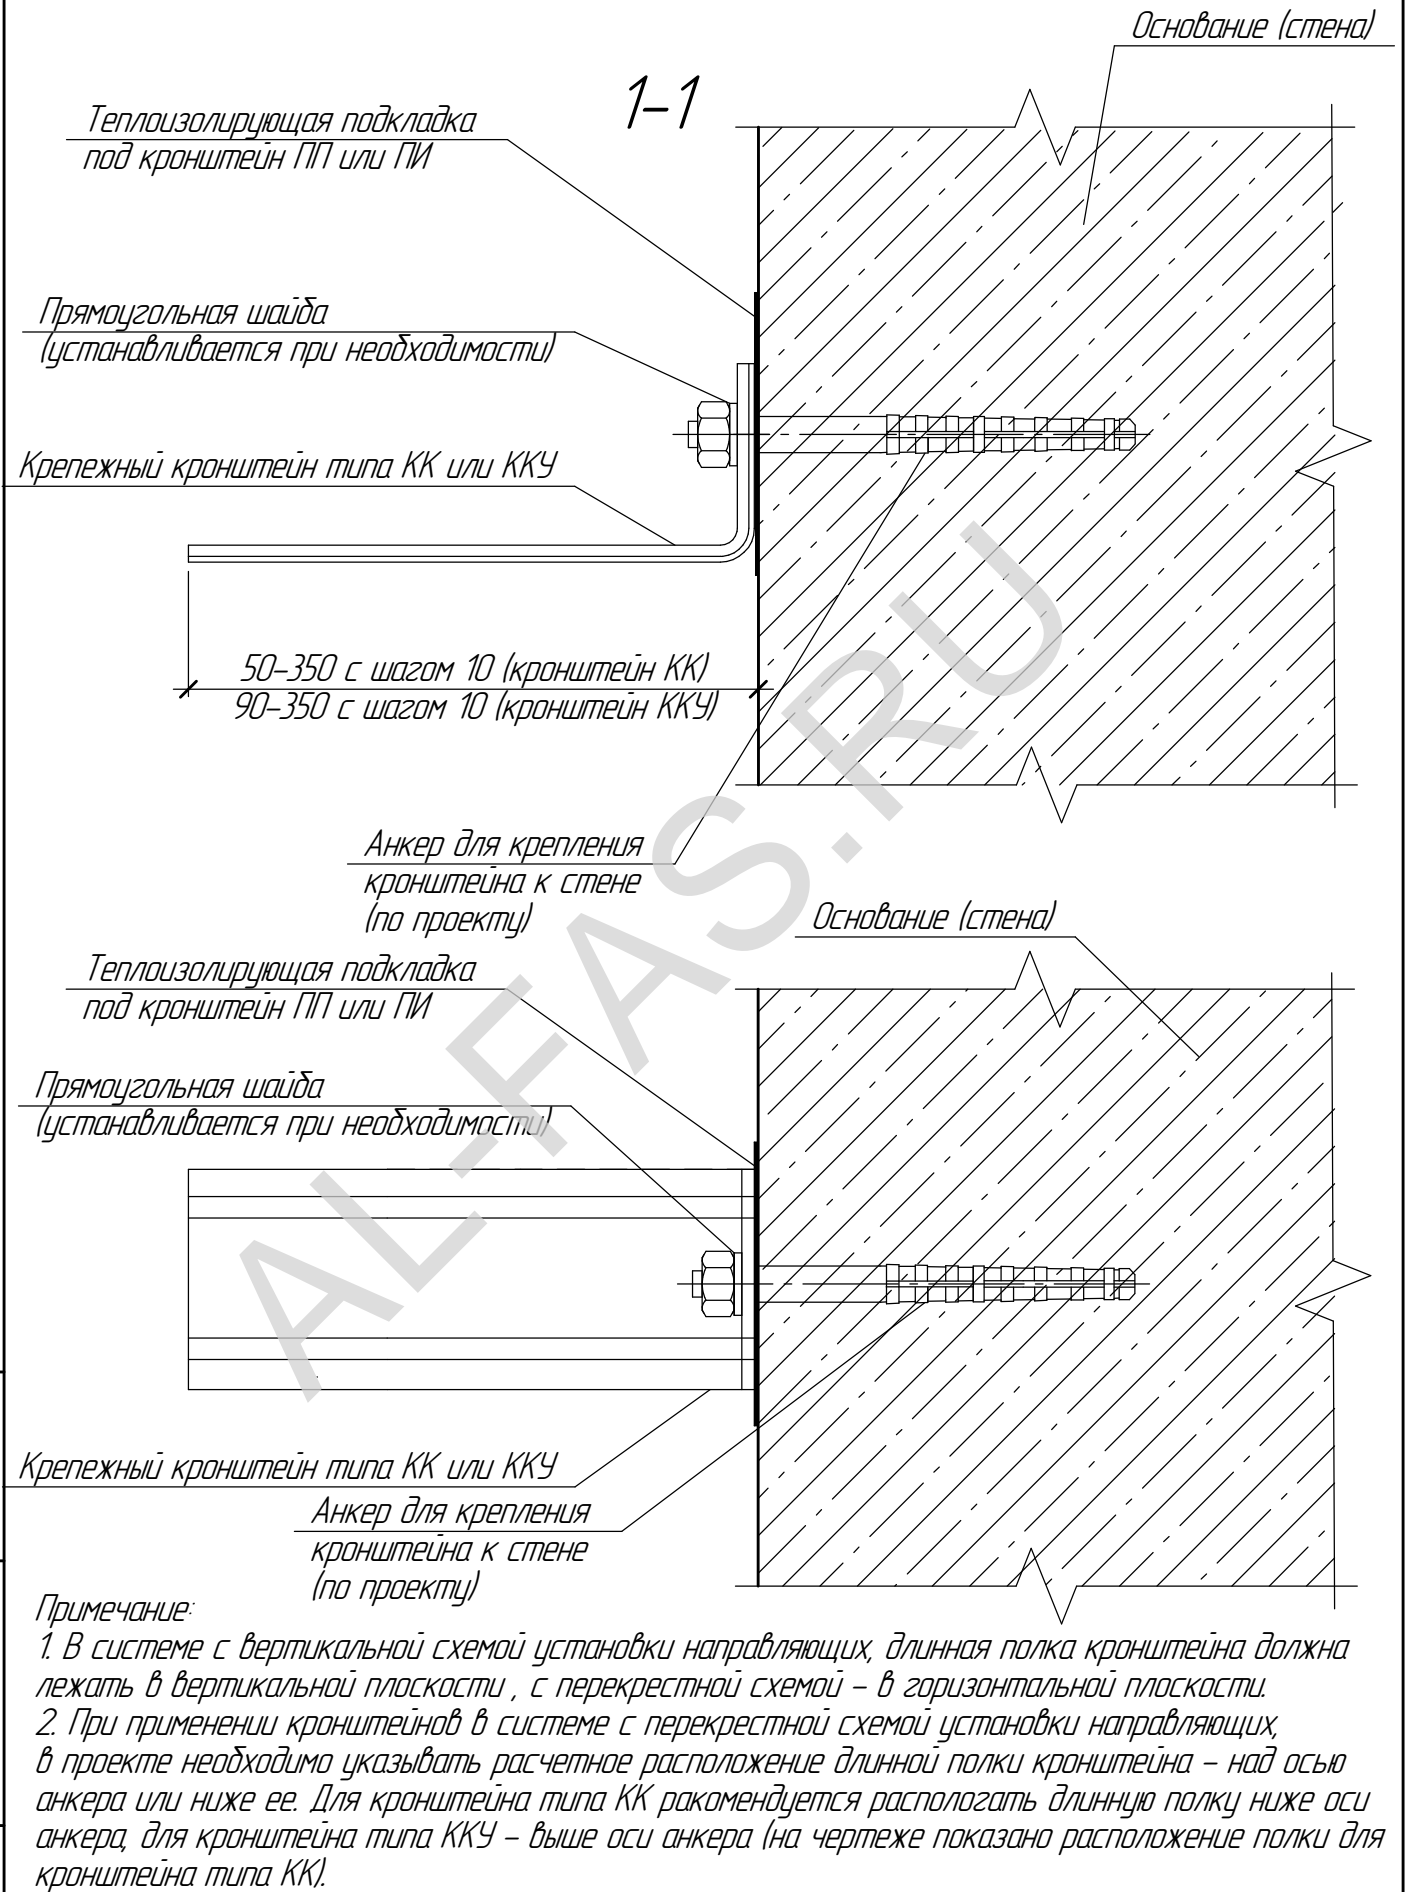 Основание (стена)
1-1
Теплоизолирующая подкладка
под кронштейн ПП или ПИ
Прямоугольная шайба
(устанавливается при необходимости)
Крепежный кронштейн типа КК или ККУ
50-350 с шагом 10 (кронштейн КК)
90-350 с шагом 10 (кронштейн ККУ)
Анкер для крепления
кронштейна к стене
(по проекту)
Основание (стена)
Теплоизолирующая подкладка
под кронштейн ПП или ПИ
Прямоугольная шайба
(устанавливается при необходимости)
AL-FAS.RU
Крепежный кронштейн типа КК или ККУ
Анкер для крепления
кронштейна к стене
(по проекту)
Примечание:
1. В системе с вертикальной схемой установки направляющих, длинная полка кронштейна должна
лежать в вертикальной плоскости , с перекрестной схемой - в горизонтальной плоскости.
2. При применении кронштейнов в системе с перекрестной схемой установки направляющих,
в проекте необходимо указывать расчетное расположение длинной полки кронштейна - над осью
анкера или ниже ее. Для кронштейна типа КК ракомендуется распологать длинную полку ниже оси
анкера, для кронштейна типа ККУ - выше оси анкера (на чертеже показано расположение полки для
кронштейна типа КК).